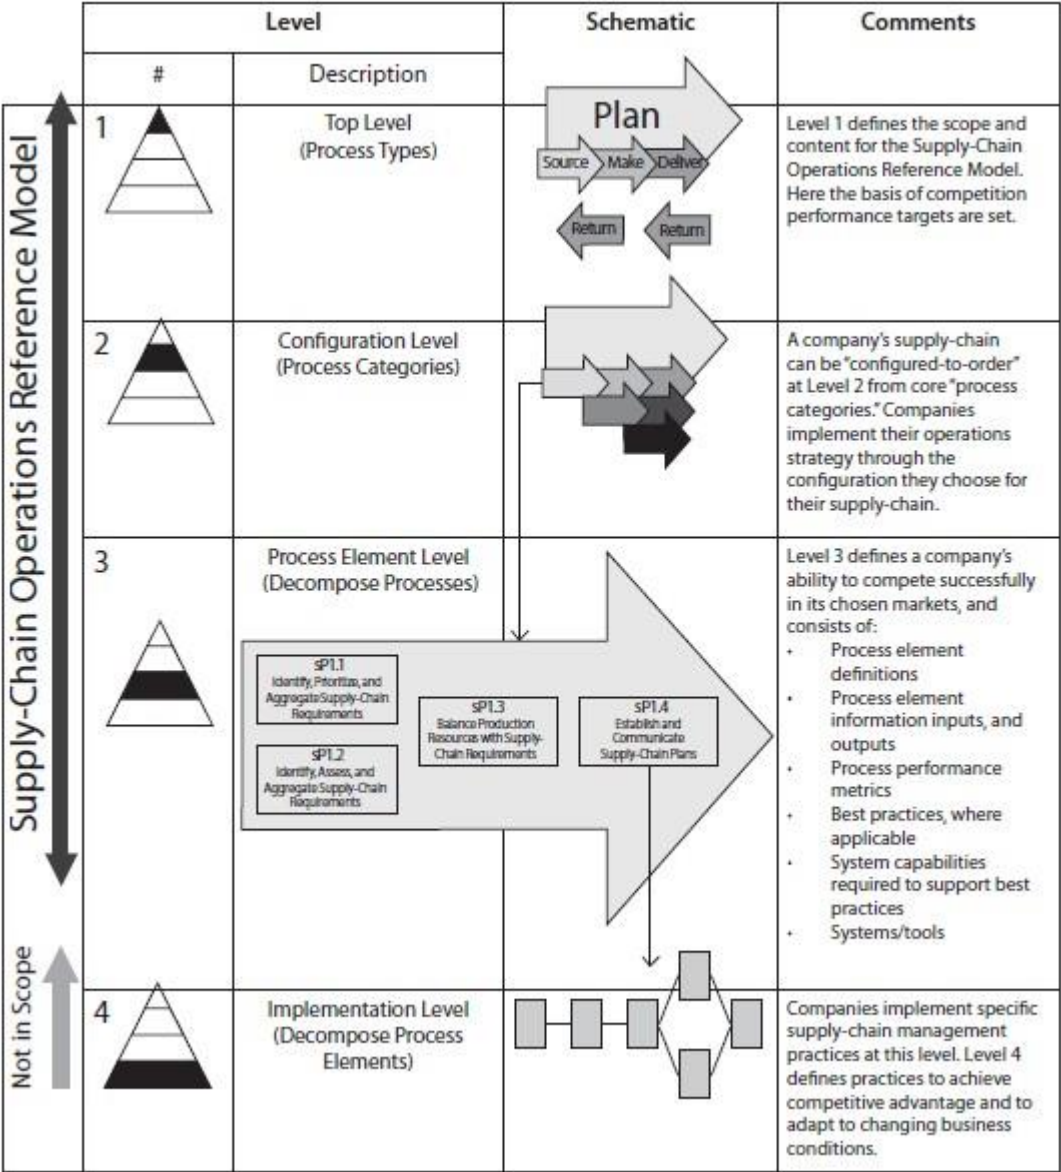 Level
Schematic
Comments
#
Description
Supply-Chain Operations Reference Model
1
Top Level
(Process Types)
Plan
Source
Make
Deliver
Return
Return
Level 1 defines the scope and
content for the Supply-Chain
Operations Reference Model.
Here the basis of competition
performance targets are set.
2
Configuration Level
(Process Categories)
A company's supply-chain
can be "configured-to-order"
at Level 2 from core "process
categories." Companies
implement their operations
strategy through the
configuration they choose for
their supply-chain.
3
Process Element Level
(Decompose Processes)
sP1.1
Identify, Prioritize, and
Aggregate Supply-Chain
Requirements
sP1.2
Identify, Assess, and
Aggregate Supply-Chain
Requirements
sP1.3
Balance Production
Resources with Supply-
Chain Requirements
sP1.4
Establish and
Communicate
Supply-Chain Plans
Level 3 defines a company's
ability to compete successfully
in its chosen markets, and
consists of:
• Process element
definitions
• Process element
information inputs, and
outputs
• Process performance
metrics
• Best practices, where
applicable
• System capabilities
required to support best
practices
• Systems/tools
Not in Scope
4
Implementation Level
(Decompose Process
Elements)
Companies implement specific
supply-chain management
practices at this level. Level 4
defines practices to achieve
competitive advantage and to
adapt to changing business
conditions.